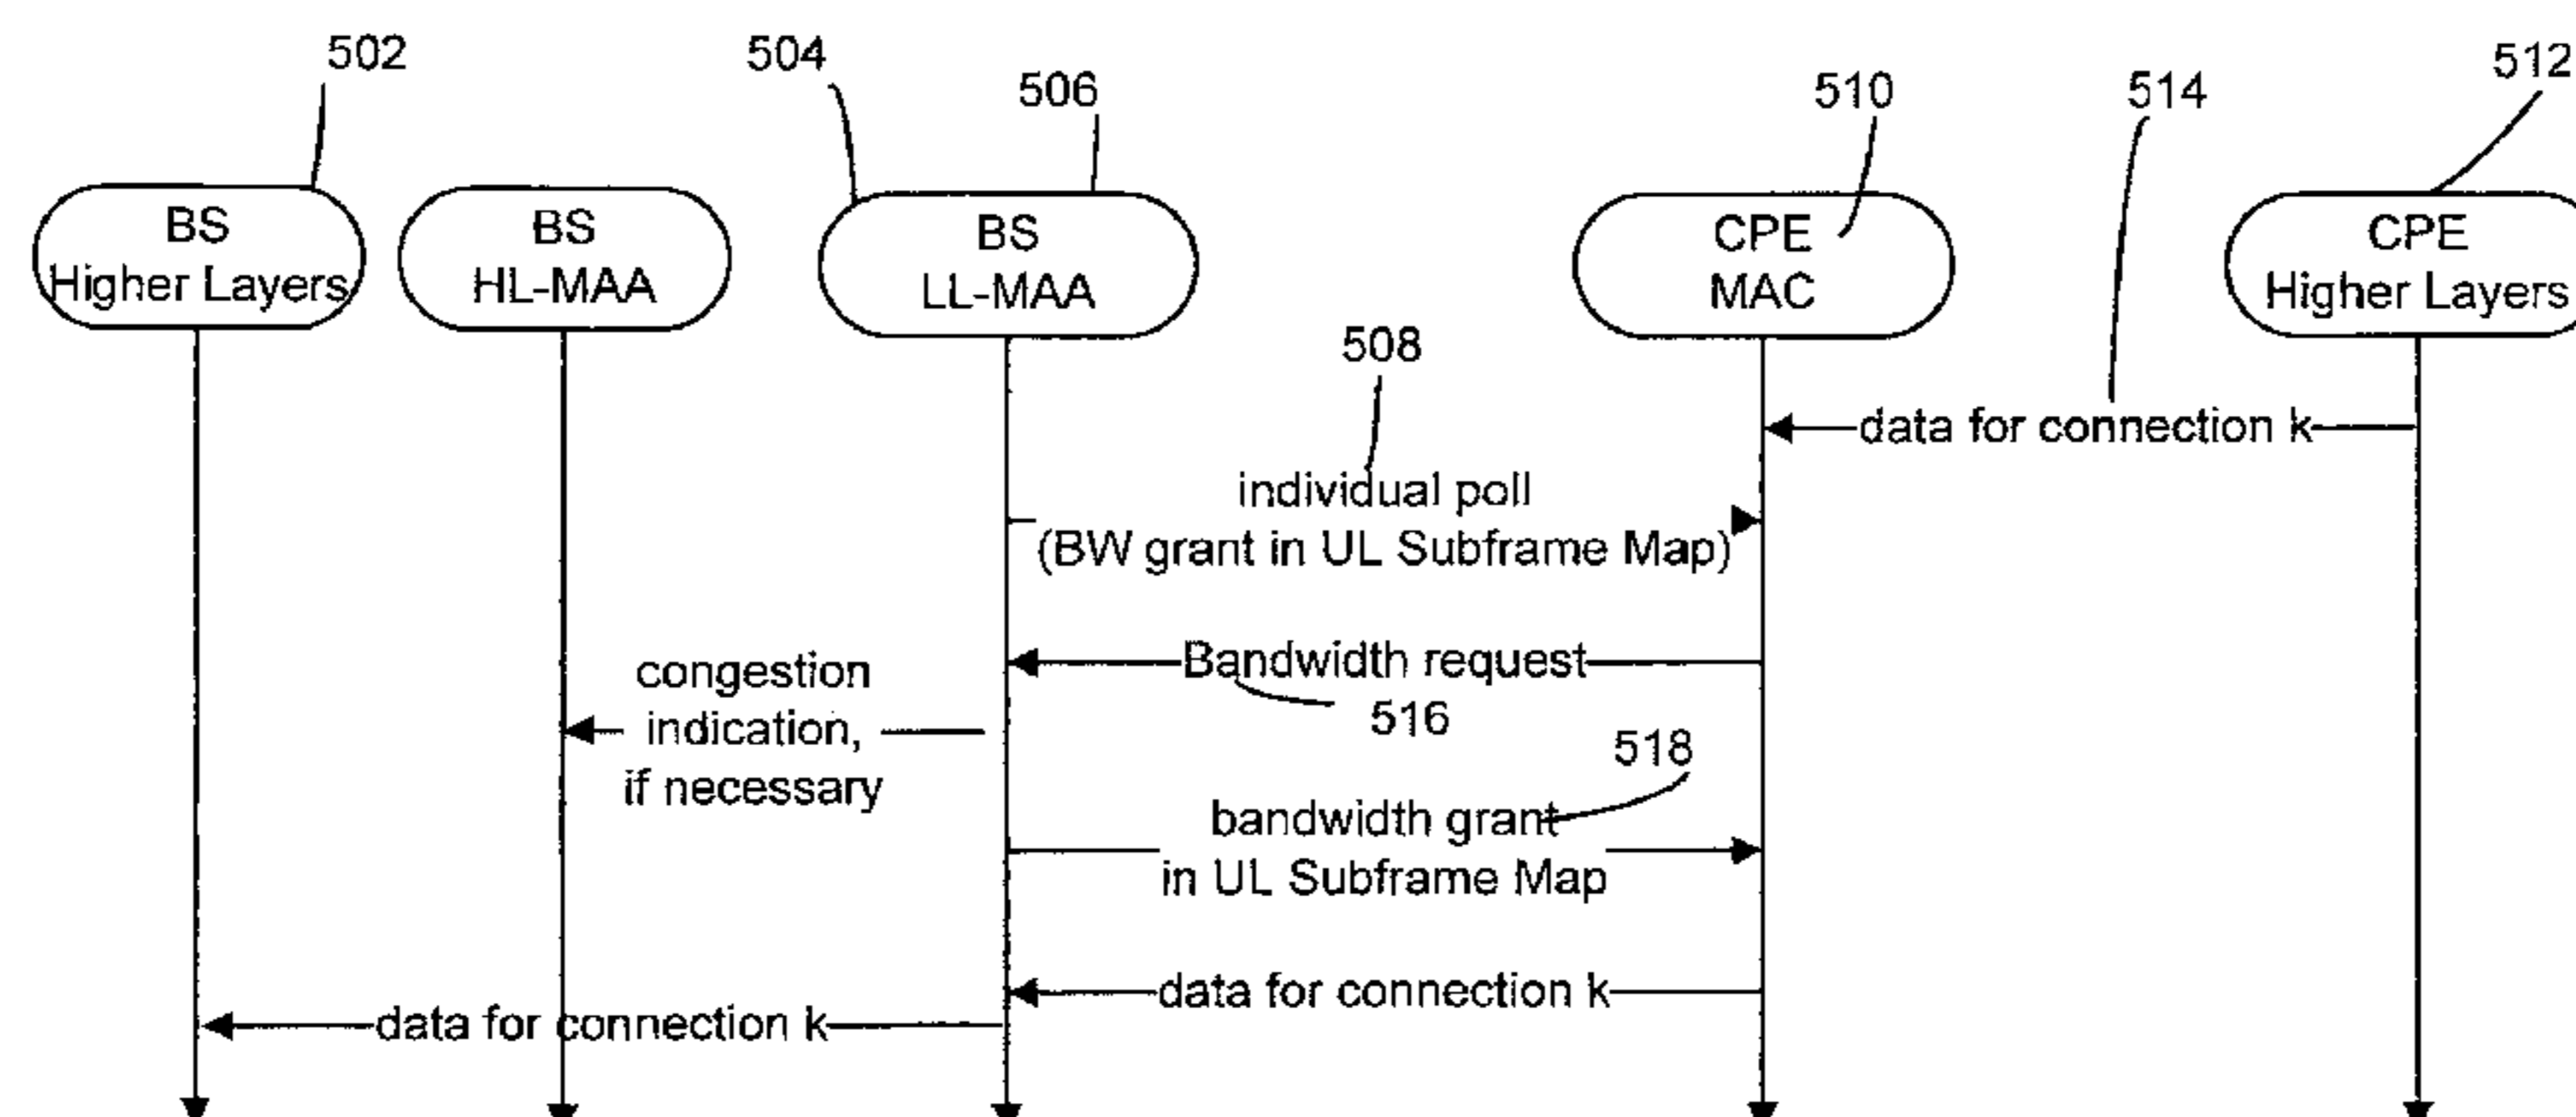 502
504
506
510
514
512
BS
Higher Layers
BS
HL-MAA
BS
LL-MAA
CPE
MAC
CPE
Higher Layers
508
data for connection k
individual poll
(BW grant in UL Subframe Map)
Bandwidth request
516
congestion
indication,
if necessary
518
bandwidth grant
in UL Subframe Map
data for connection k
data for connection k